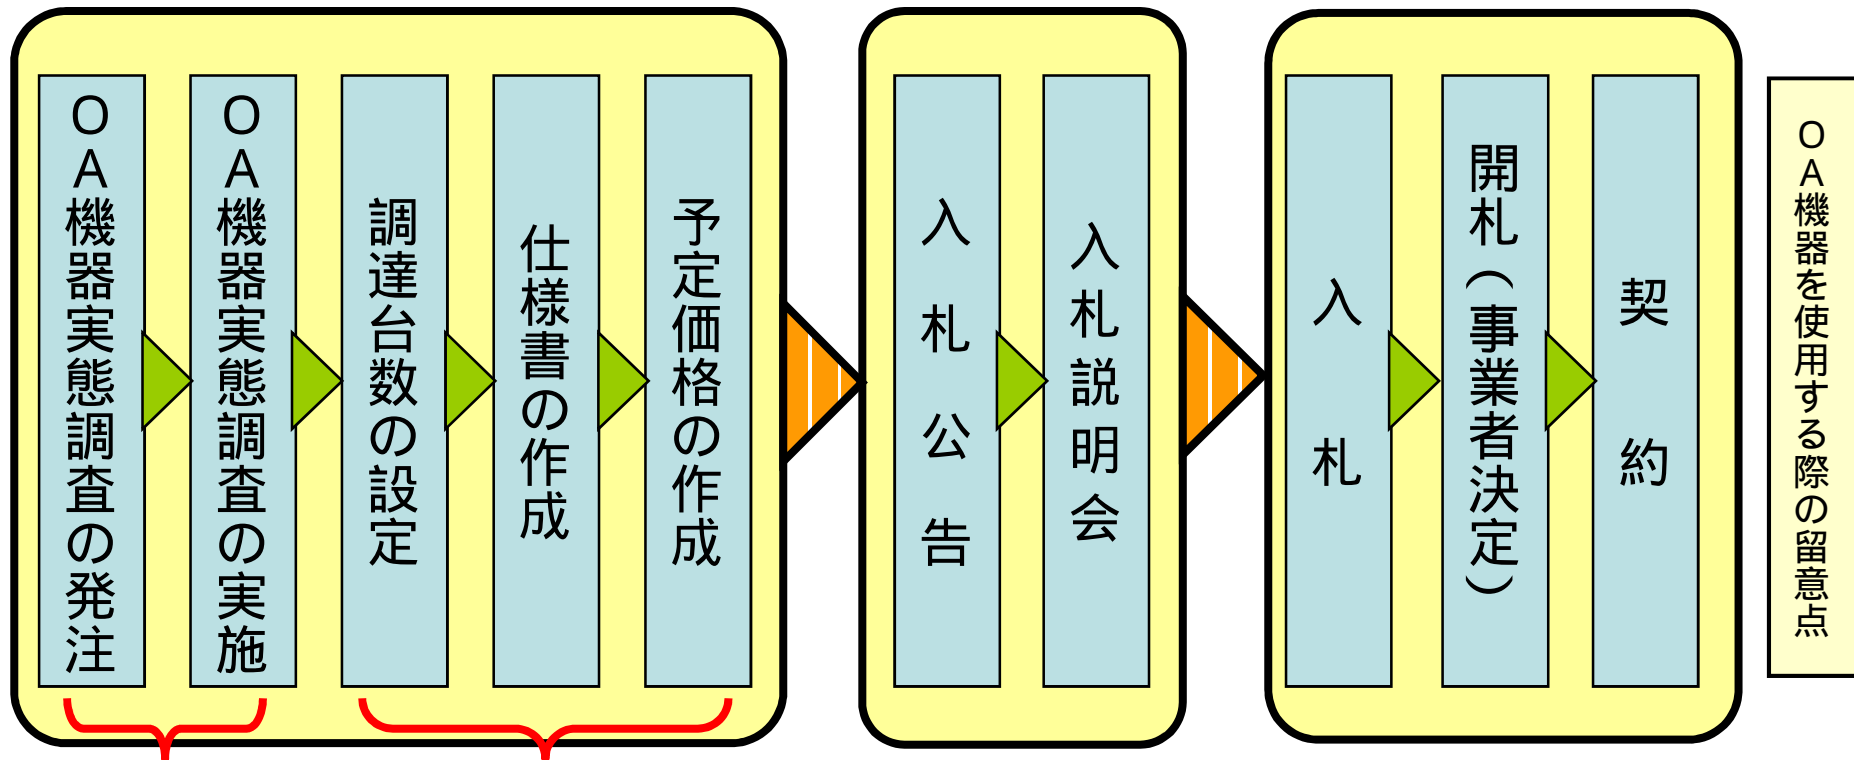 ＯＡ機器実態調査の発注
ＯＡ機器実態調査の実施
調達台数の設定
仕様書の作成
予定価格の作成
入札公告
入札説明会
入札
開札（事業者決定）
契約
ＯＡ機器を使用する際の留意点